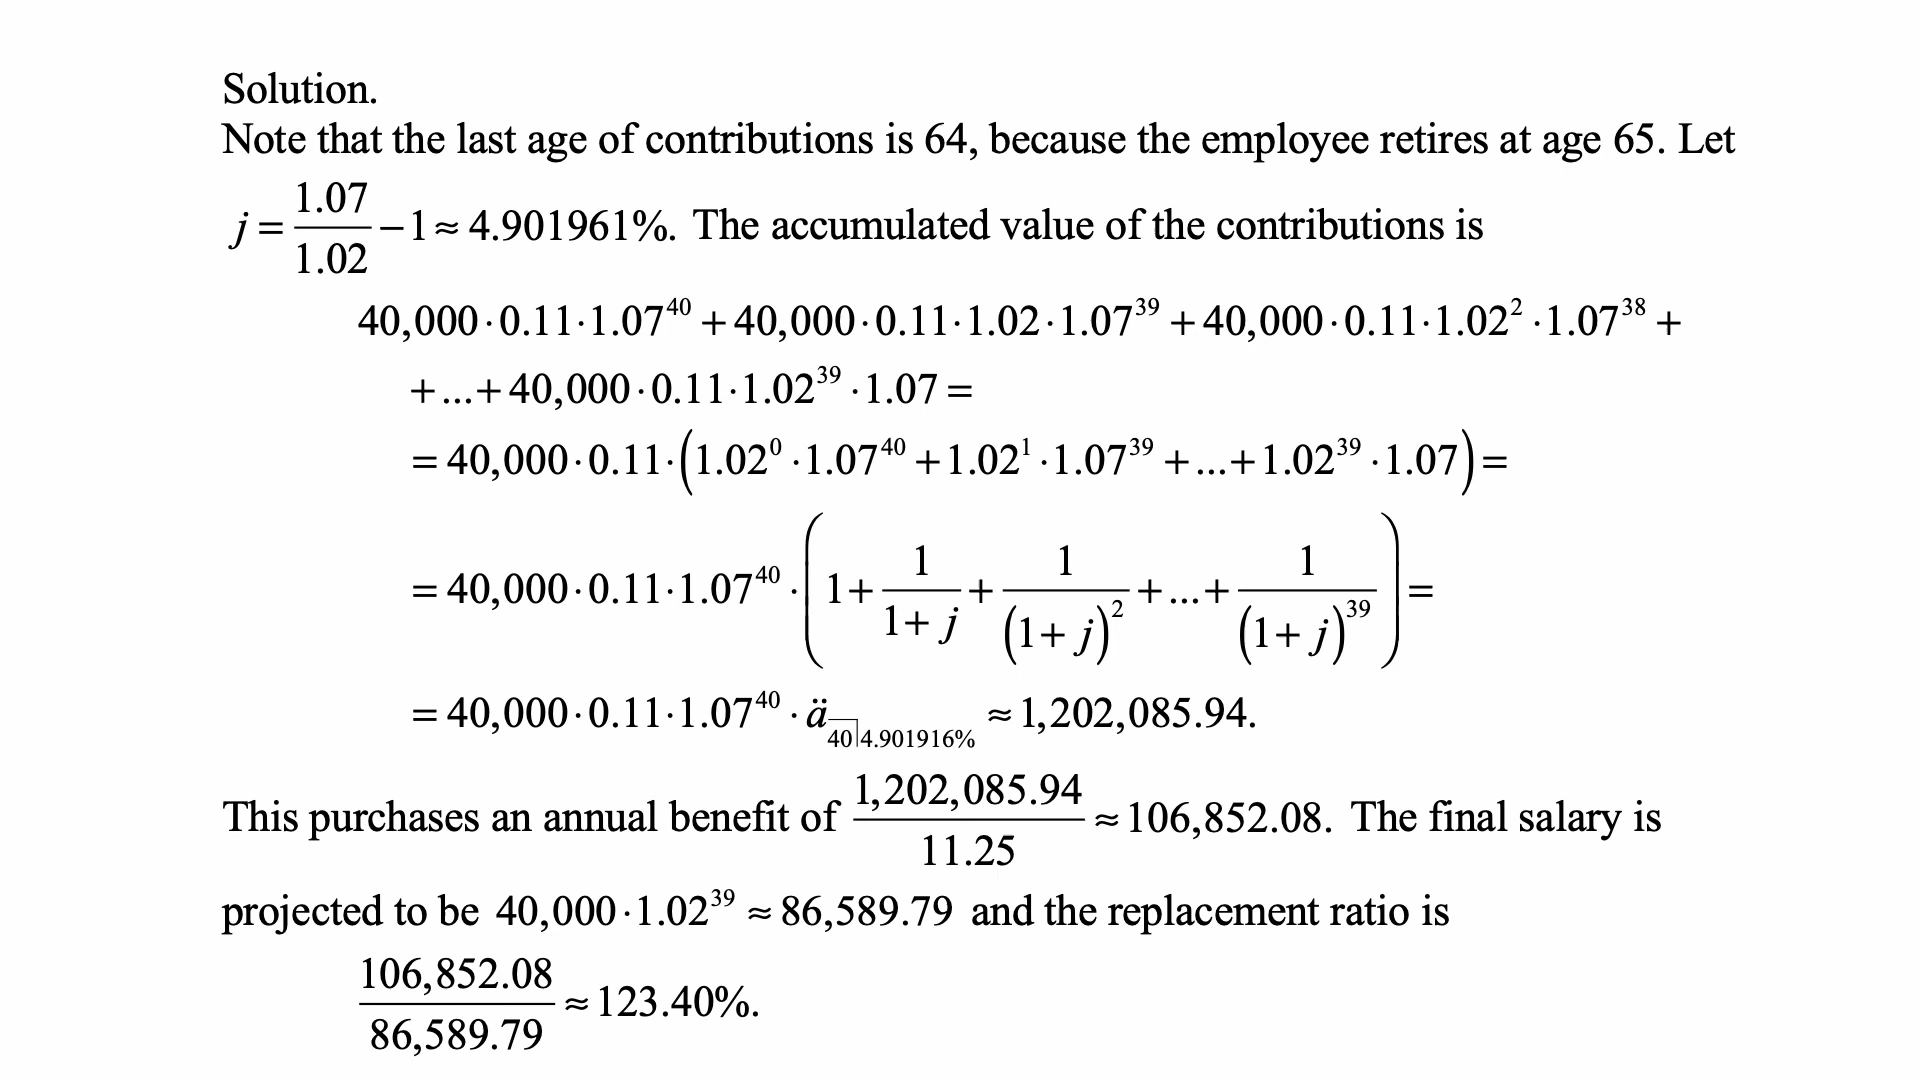 Solution.
Note that the last age of contributions is 64, because the employee retires at age 65. Let
j = 1.07/1.02 − 1 ≈ 4.901961%. The accumulated value of the contributions is
40,000 · 0.11 · 1.07^40 + 40,000 · 0.11 · 1.02 · 1.07^39 + 40,000 · 0.11 · 1.02^2 · 1.07^38 +
+ ... + 40,000 · 0.11 · 1.02^39 · 1.07 =
= 40,000 · 0.11 · (1.02^0 · 1.07^40 + 1.02^1 · 1.07^39 + ... + 1.02^39 · 1.07) =
= 40,000 · 0.11 · 1.07^40 · (1 + 1/(1 + j) + 1/(1 + j)^2 + ... + 1/(1 + j)^39) =
= 40,000 · 0.11 · 1.07^40 · ä_40⌉4.901916% ≈ 1,202,085.94.
This purchases an annual benefit of 1,202,085.94/11.25 ≈ 106,852.08. The final salary is
projected to be 40,000 · 1.02^39 ≈ 86,589.79 and the replacement ratio is
106,852.08/86,589.79 ≈ 123.40%.